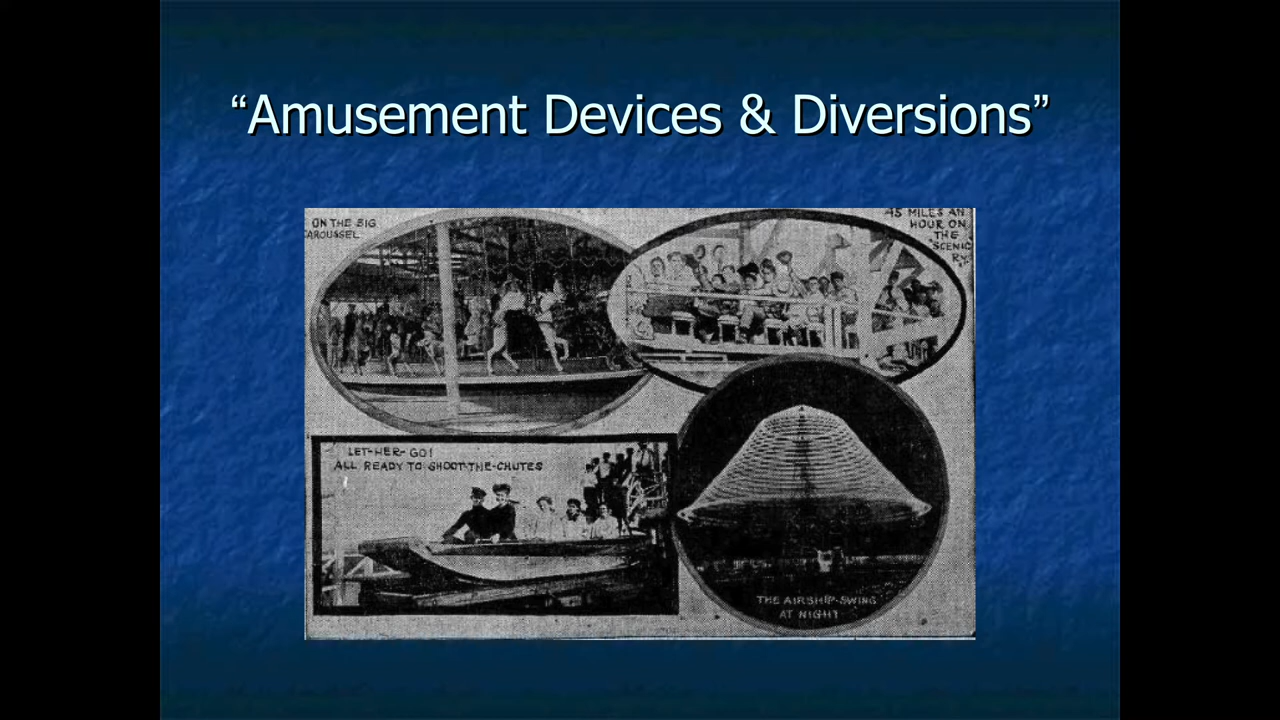 “Amusement Devices & Diversions”
ON THE BIG
CAROUSSEL
45 MILES AN
HOUR ON
THE
"SCENIC
RY."
LET-HER-GO!
ALL READY TO SHOOT-THE-CHUTES
THE AIRSHIP-SWING
AT NIGHT